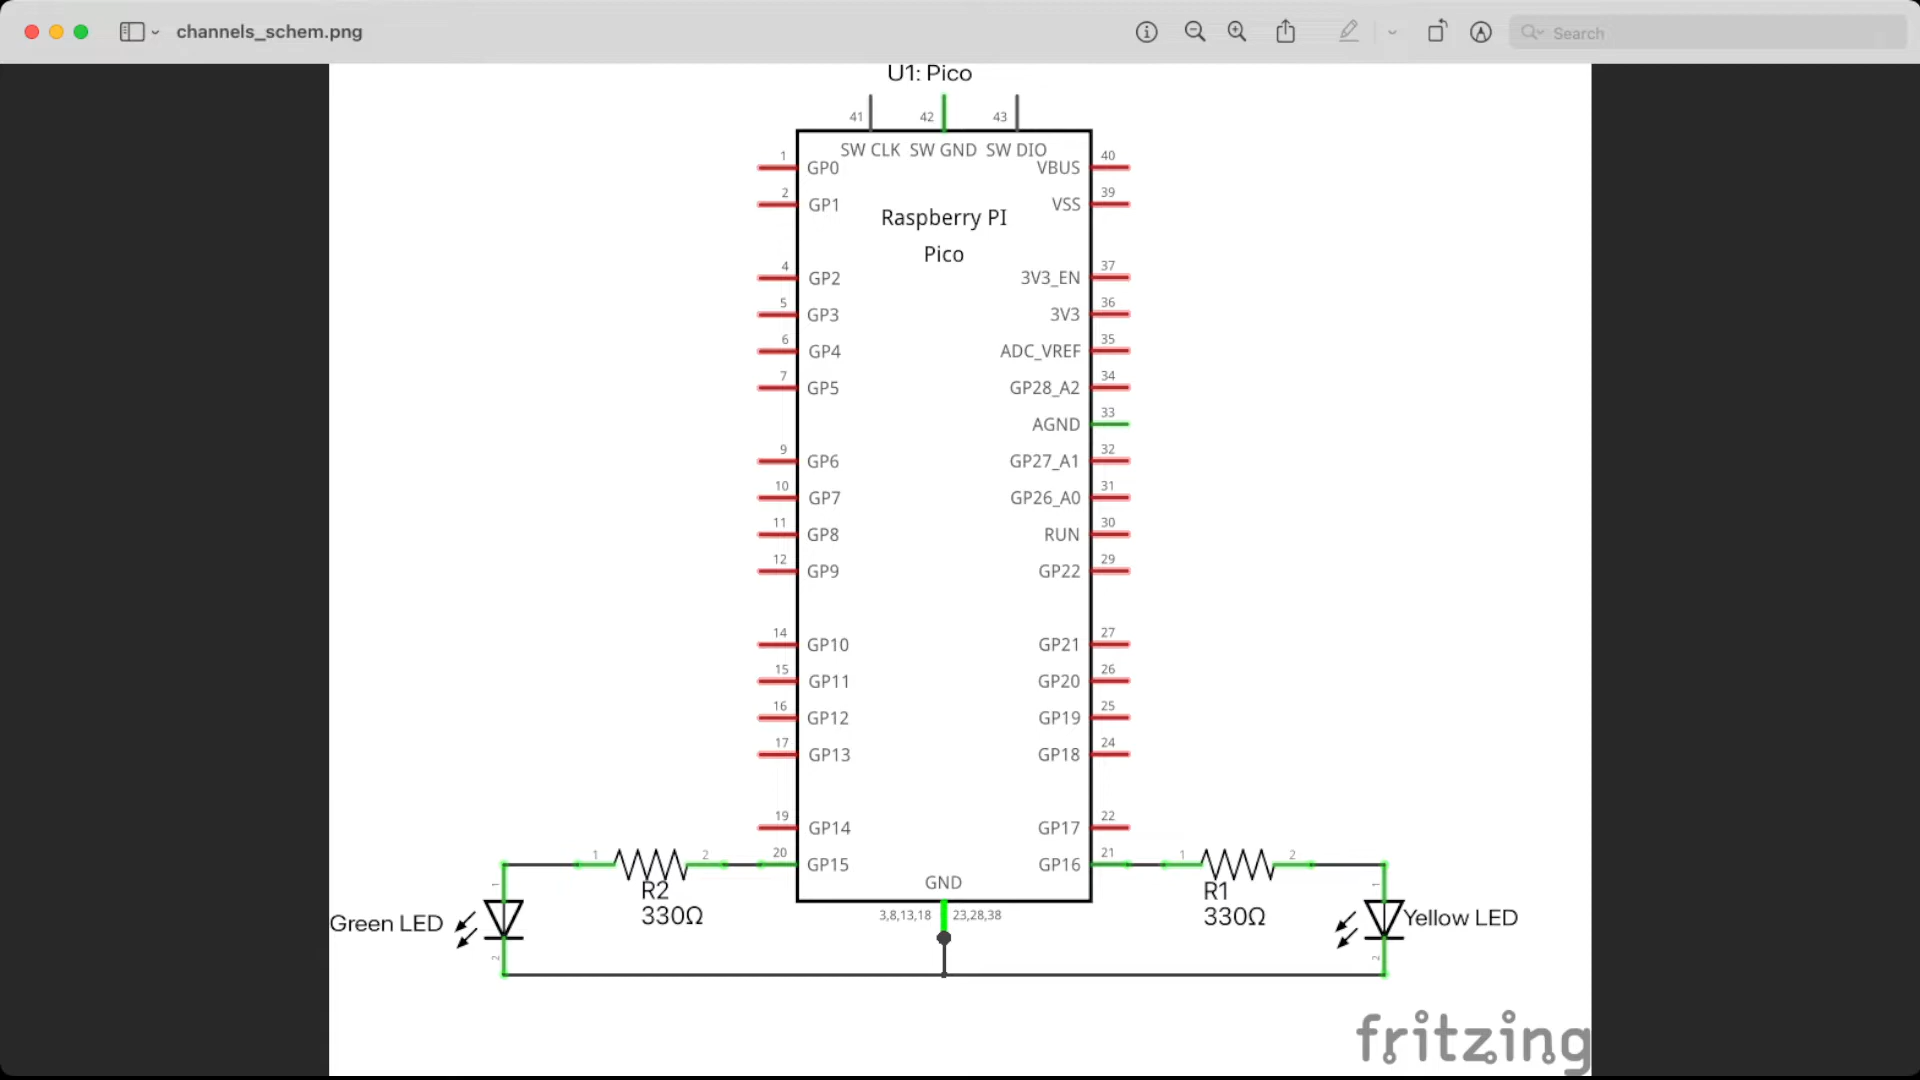 channels_schem.png
Search
U1: Pico
41 42 43
SW CLK SW GND SW DIO
1 GP0 VBUS 40
2 GP1 VSS 39
Raspberry PI
Pico
4 GP2 3V3_EN 37
5 GP3 3V3 36
6 GP4 ADC_VREF 35
7 GP5 GP28_A2 34
AGND 33
9 GP6 GP27_A1 32
10 GP7 GP26_A0 31
11 GP8 RUN 30
12 GP9 GP22 29
14 GP10 GP21 27
15 GP11 GP20 26
16 GP12 GP19 25
17 GP13 GP18 24
19 GP14 GP17 22
1 2 20 GP15 GP16 21 1 2
GND
R2 R1
330Ω 330Ω
3,8,13,18 23,28,38
1 1
Green LED Yellow LED
2 2
fritzing